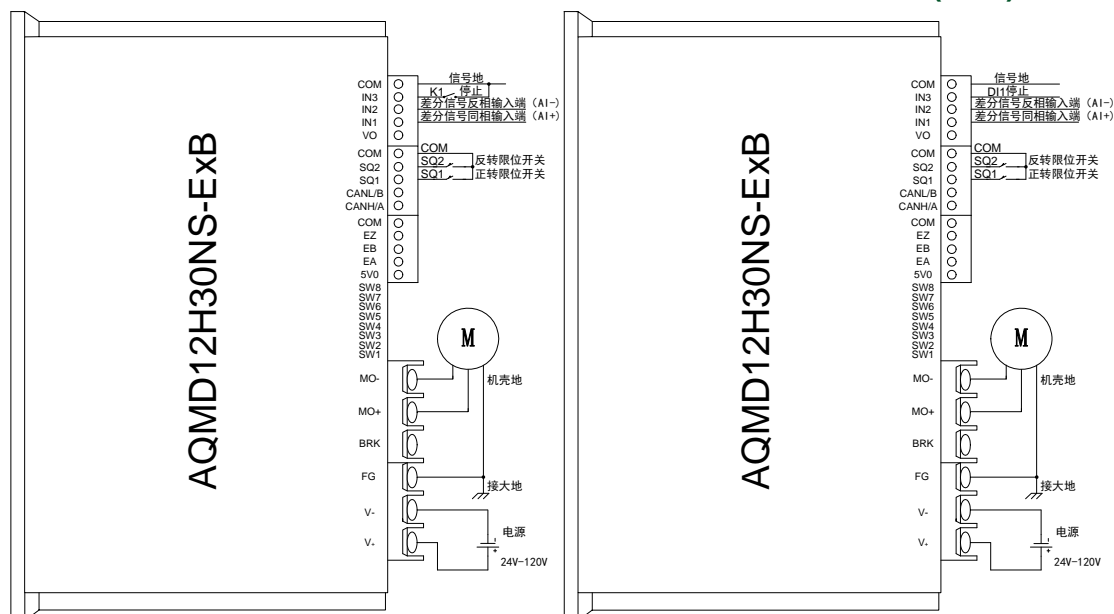 AQMD12H30NS-ExB
COM 信号地
IN3 K1 停止
IN2 差分信号反相输入端（AI-）
IN1 差分信号同相输入端（AI+）
VO
COM COM
SQ2 SQ2 反转限位开关
SQ1 SQ1 正转限位开关
CANL/B
CANH/A
COM
EZ
EB
EA
5V0
SW8
SW7
SW6
SW5
SW4
SW3
SW2
SW1
M
MO- 机壳地
MO+
BRK
FG 接大地
V-
电源
V+
24V-120V
AQMD12H30NS-ExB
COM 信号地
IN3 DI1停止
IN2 差分信号反相输入端（AI-）
IN1 差分信号同相输入端（AI+）
VO
COM COM
SQ2 SQ2 反转限位开关
SQ1 SQ1 正转限位开关
CANL/B
CANH/A
COM
EZ
EB
EA
5V0
SW8
SW7
SW6
SW5
SW4
SW3
SW2
SW1
M
MO- 机壳地
MO+
BRK
FG 接大地
V-
电源
V+
24V-120V